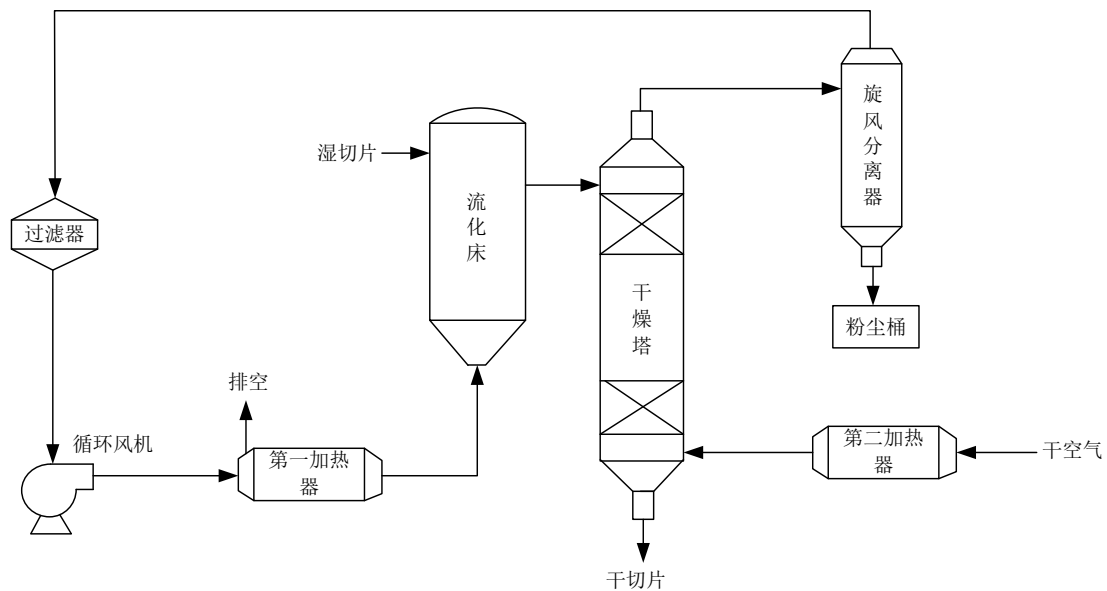 旋风分离器
湿切片
流化床
过滤器
干燥塔
粉尘桶
排空
循环风机
第一加热
器
第二加热
器
干空气
干切片